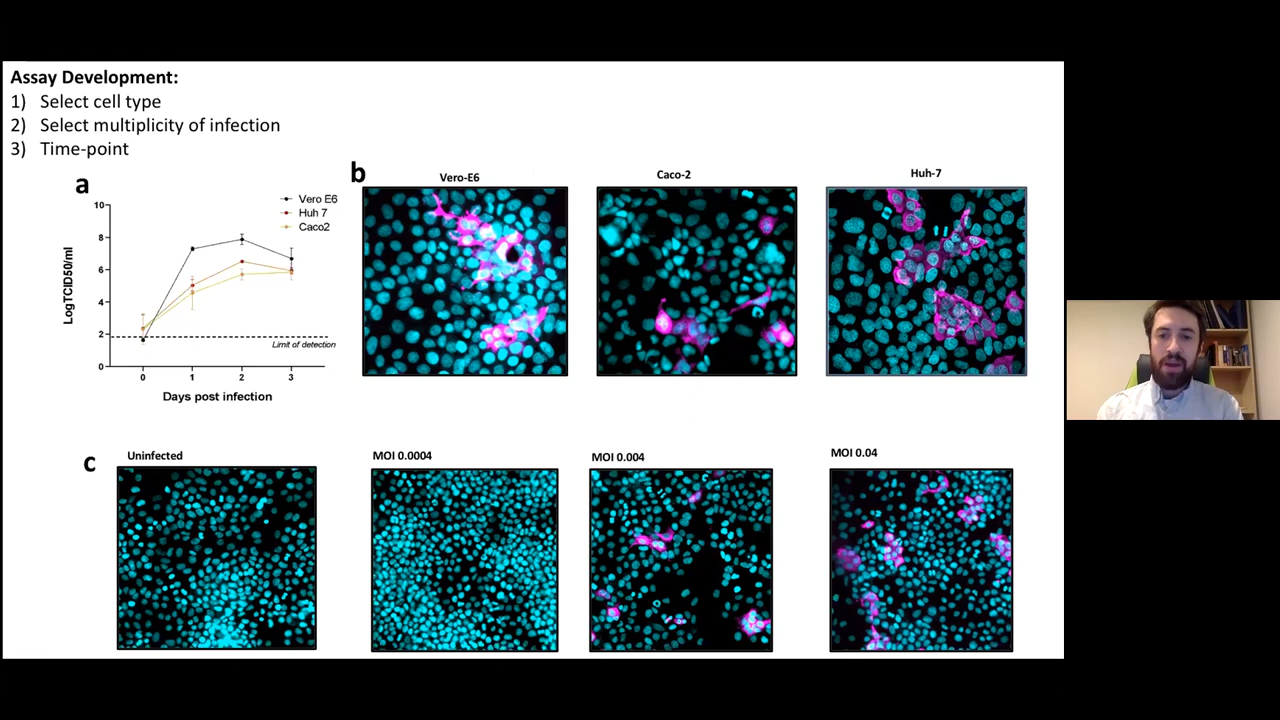 Assay Development:
1) Select cell type
2) Select multiplicity of infection
3) Time-point
a
Vero E6
Huh 7
Caco2
10
8
6
4
2
0
LogTCID50/ml
Limit of detection
0 1 2 3
Days post infection
b
Vero-E6
Caco-2
Huh-7
c
Uninfected
MOI 0.0004
MOI 0.004
MOI 0.04